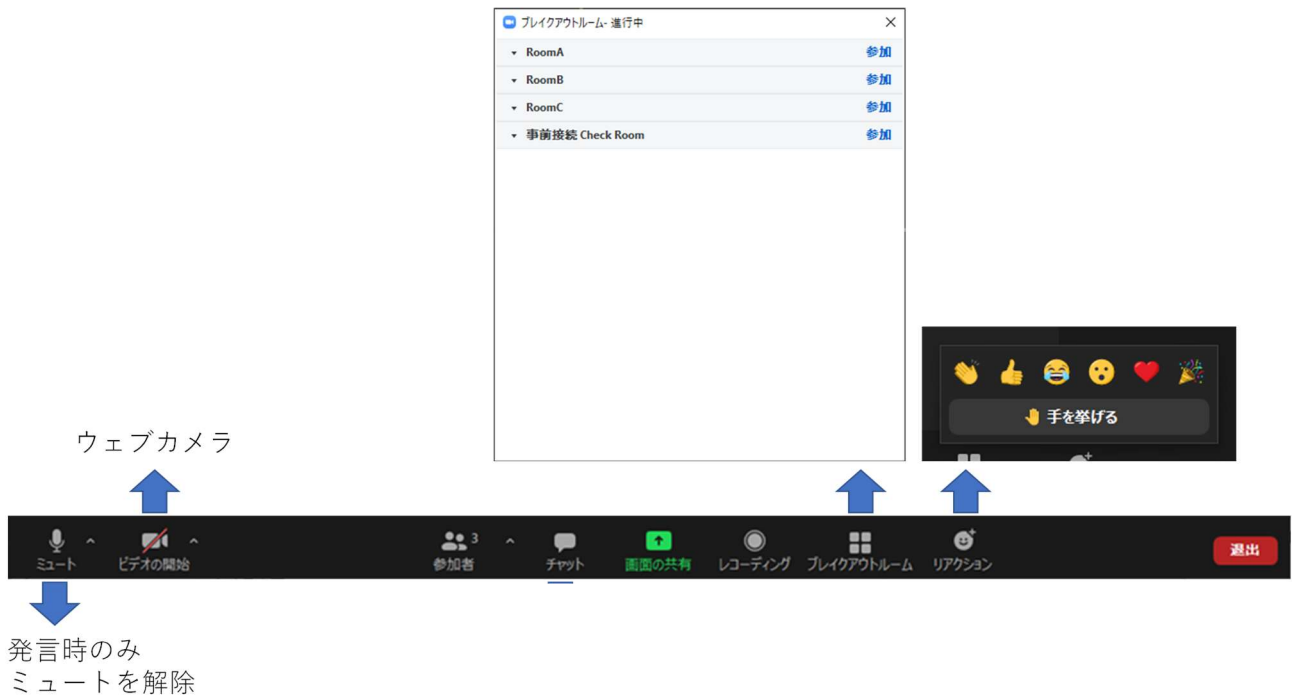 ブレイクアウトルーム- 進行中
RoomA 参加
RoomB 参加
RoomC 参加
事前接続 Check Room 参加
手を挙げる
ウェブカメラ
ミュート ビデオの開始 参加者 3 チャット 画面の共有 レコーディング ブレイクアウトルーム リアクション 退出
発言時のみ
ミュートを解除